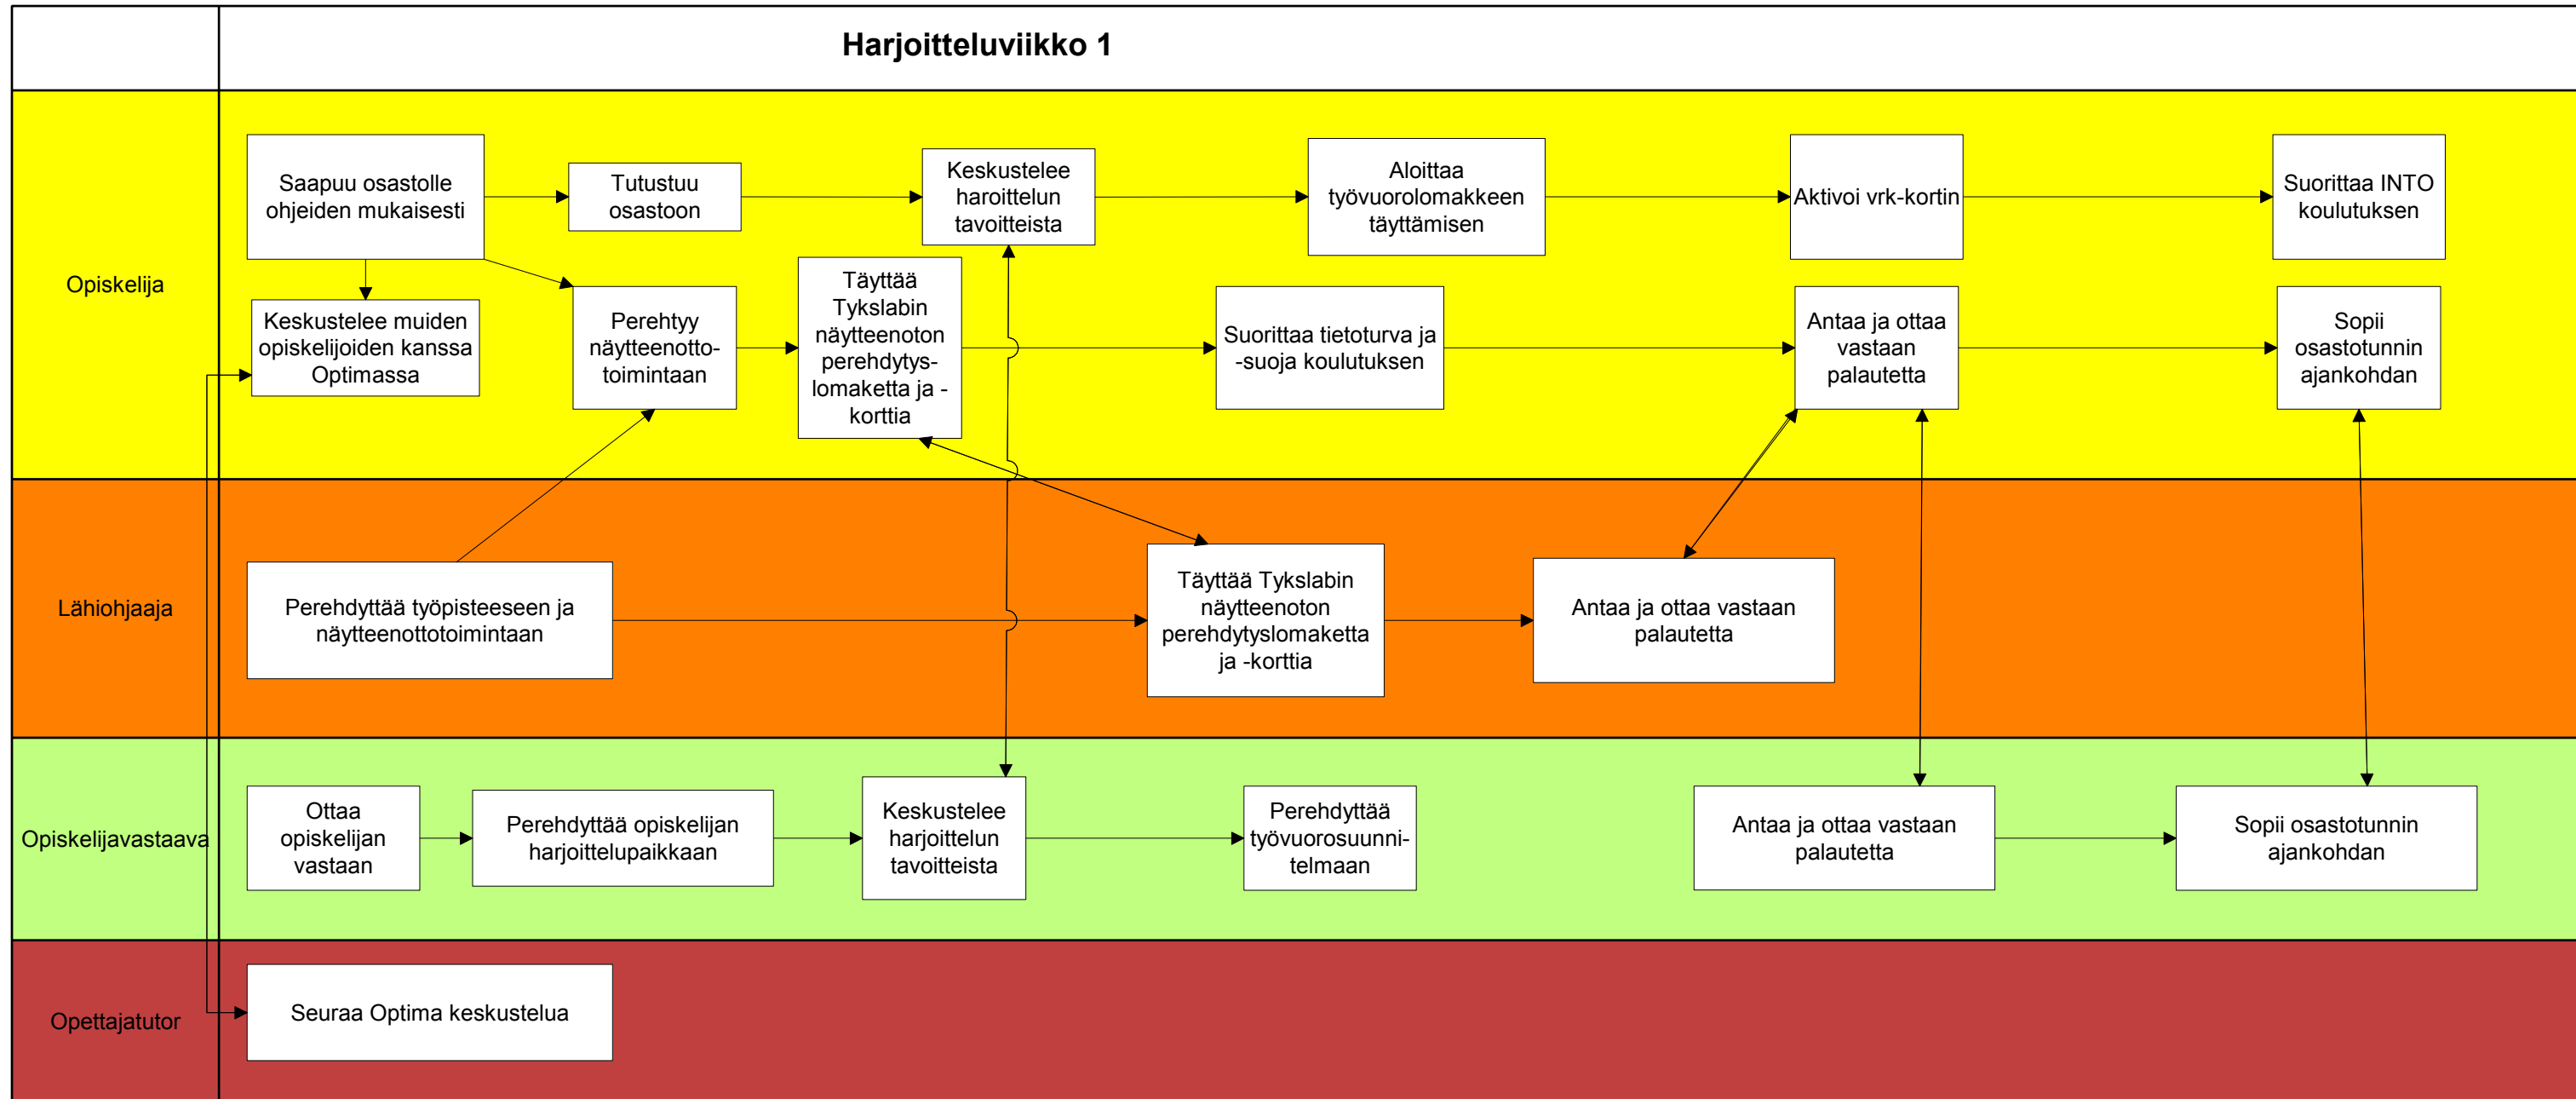 Harjoitteluviikko 1
Opiskelija
Saapuu osastolle
ohjeiden mukaisesti
Tutustuu
osastoon
Keskustelee
haroittelun
tavoitteista
Aloittaa
työvuorolomakkeen
täyttämisen
Aktivoi vrk-kortin
Suorittaa INTO
koulutuksen
Keskustelee muiden
opiskelijoiden kanssa
Optimassa
Perehtyy
näytteenotto-
toimintaan
Täyttää
Tykslabin
näytteenoton
perehdytys-
lomaketta ja -
korttia
Suorittaa tietoturva ja
-suoja koulutuksen
Antaa ja ottaa
vastaan
palautetta
Sopii
osastotunnin
ajankohdan
Lähiohjaaja
Perehdyttää työpisteeseen ja
näytteenottotoimintaan
Täyttää Tykslabin
näytteenoton
perehdytyslomaketta
ja -korttia
Antaa ja ottaa vastaan
palautetta
Opiskelijavastaava
Ottaa
opiskelijan
vastaan
Perehdyttää opiskelijan
harjoittelupaikkaan
Keskustelee
harjoittelun
tavoitteista
Perehdyttää
työvuorosuunni-
telmaan
Antaa ja ottaa vastaan
palautetta
Sopii osastotunnin
ajankohdan
Opettajatutor
Seuraa Optima keskustelua